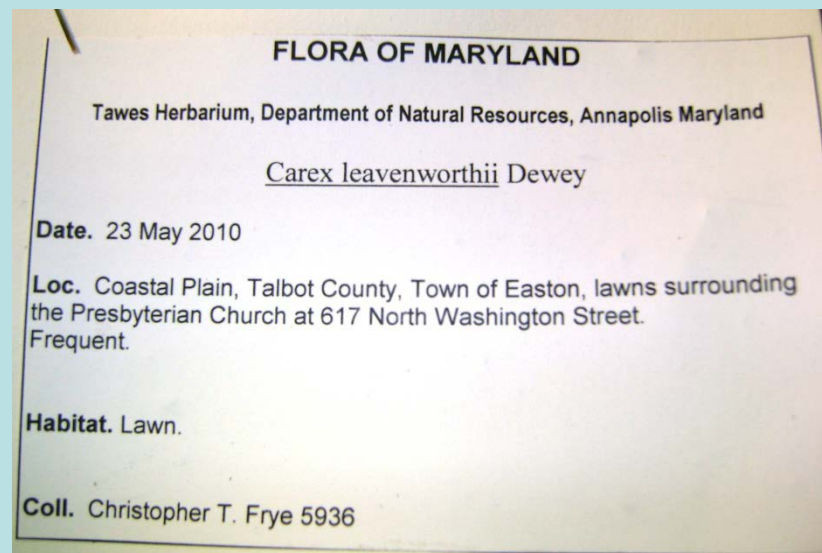 FLORA OF MARYLAND
Tawes Herbarium, Department of Natural Resources, Annapolis Maryland
Carex leavenworthii Dewey
Date. 23 May 2010
Loc. Coastal Plain, Talbot County, Town of Easton, lawns surrounding
the Presbyterian Church at 617 North Washington Street.
Frequent.
Habitat. Lawn.
Coll. Christopher T. Frye 5936